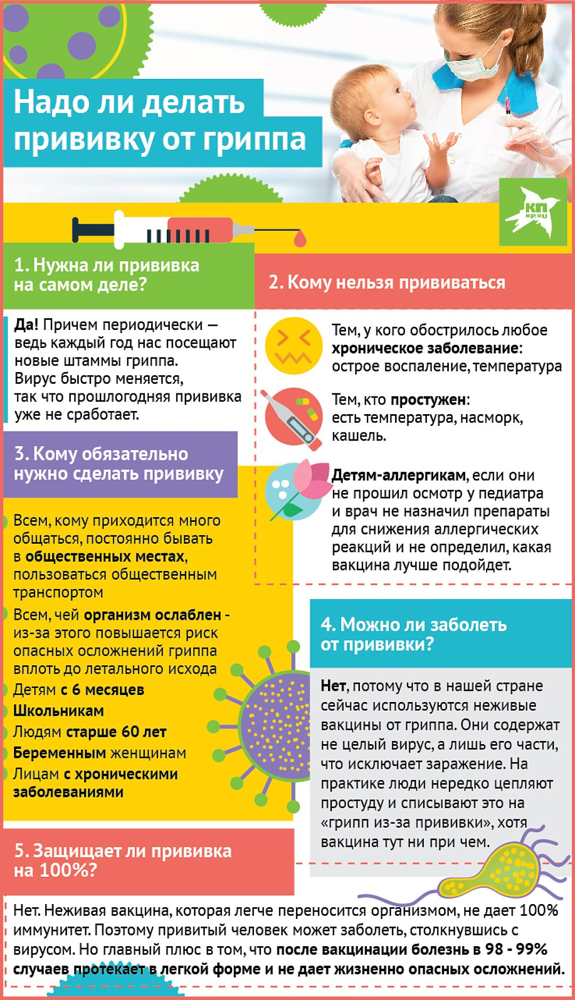 Надо ли делать
прививку от гриппа
КП
KP.RU
1. Нужна ли прививка
на самом деле?
Да! Причем периодически —
ведь каждый год нас посещают
новые штаммы гриппа.
Вирус быстро меняется,
так что прошлогодняя прививка
уже не сработает.
2. Кому нельзя прививаться
Тем, у кого обострилось любое
хроническое заболевание:
острое воспаление, температура
Тем, кто простужен:
есть температура, насморк,
кашель.
Детям-аллергикам, если они
не прошил осмотр у педиатра
и врач не назначил препараты
для снижения аллергических
реакций и не определил, какая
вакцина лучше подойдет.
3. Кому обязательно
нужно сделать прививку
Всем, кому приходится много
общаться, постоянно бывать
в общественных местах,
пользоваться общественным
транспортом
Всем, чей организм ослаблен -
из-за этого повышается риск
опасных осложнений гриппа
вплоть до летального исхода
Детям с 6 месяцев
Школьникам
Людям старше 60 лет
Беременным женщинам
Лицам с хроническими
заболеваниями
4. Можно ли заболеть
от прививки?
Нет, потому что в нашей стране
сейчас используются неживые
вакцины от гриппа. Они содержат
не целый вирус, а лишь его части,
что исключает заражение. На
практике люди нередко цепляют
простуду и списывают это на
«грипп из-за прививки», хотя
вакцина тут ни при чем.
5. Защищает ли прививка
на 100%?
Нет. Неживая вакцина, которая легче переносится организмом, не дает 100%
иммунитет. Поэтому привитый человек может заболеть, столкнувшись с
вирусом. Но главный плюс в том, что после вакцинации болезнь в 98 - 99%
случаев протекает в легкой форме и не дает жизненно опасных осложнений.